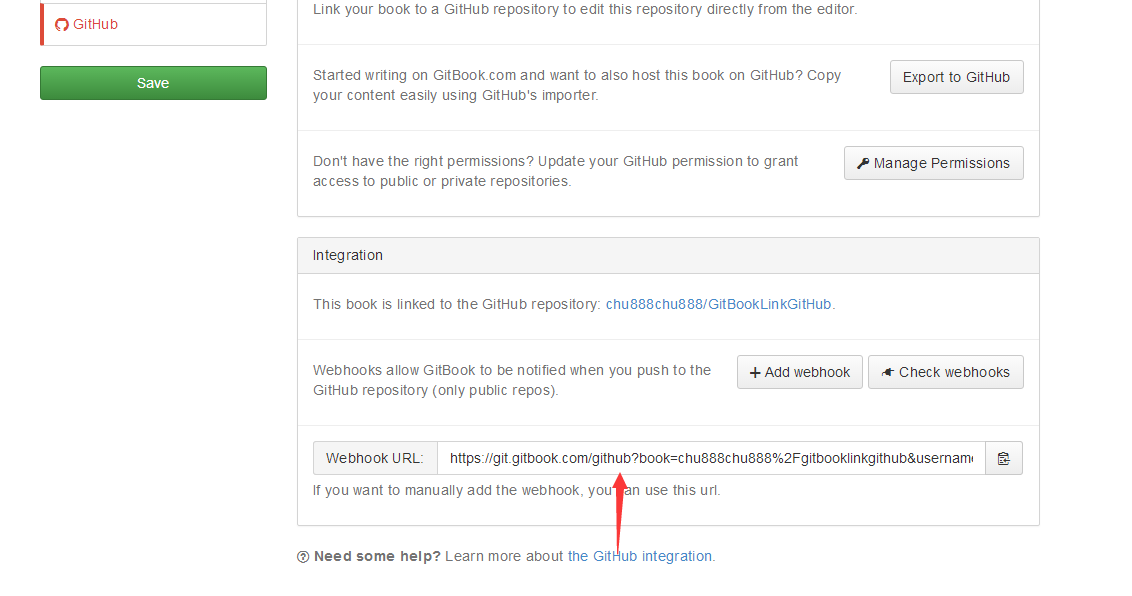 Link your book to a GitHub repository to edit this repository directly from the editor.
GitHub
Save
Started writing on GitBook.com and want to also host this book on GitHub? Copy
your content easily using GitHub's importer.
Export to GitHub
Don't have the right permissions? Update your GitHub permission to grant
access to public or private repositories.
Manage Permissions
Integration
This book is linked to the GitHub repository: chu888chu888/GitBookLinkGitHub.
Webhooks allow GitBook to be notified when you push to the
GitHub repository (only public repos).
Add webhook
Check webhooks
Webhook URL: https://git.gitbook.com/github?book=chu888chu888%2Fgitbooklinkgithub&username
If you want to manually add the webhook, you can use this url.
Need some help? Learn more about the GitHub integration.